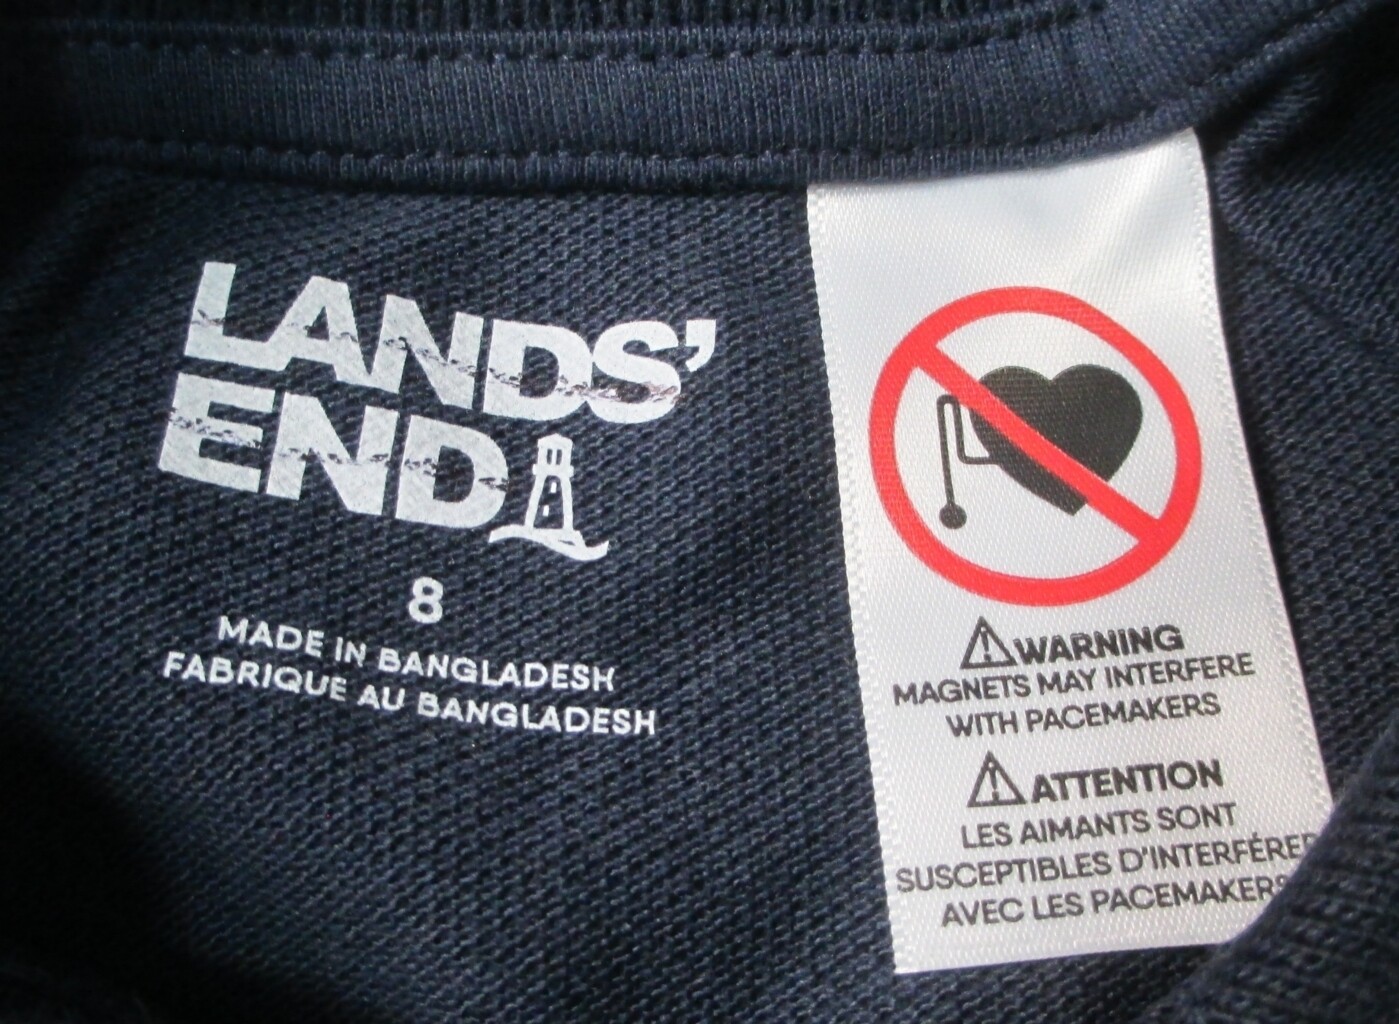 LANDS'
END
8
MADE IN BANGLADESH
FABRIQUE AU BANGLADESH
WARNING
MAGNETS MAY INTERFERE
WITH PACEMAKERS
ATTENTION
LES AIMANTS SONT
SUSCEPTIBLES D'INTERFÉRER
AVEC LES PACEMAKERS